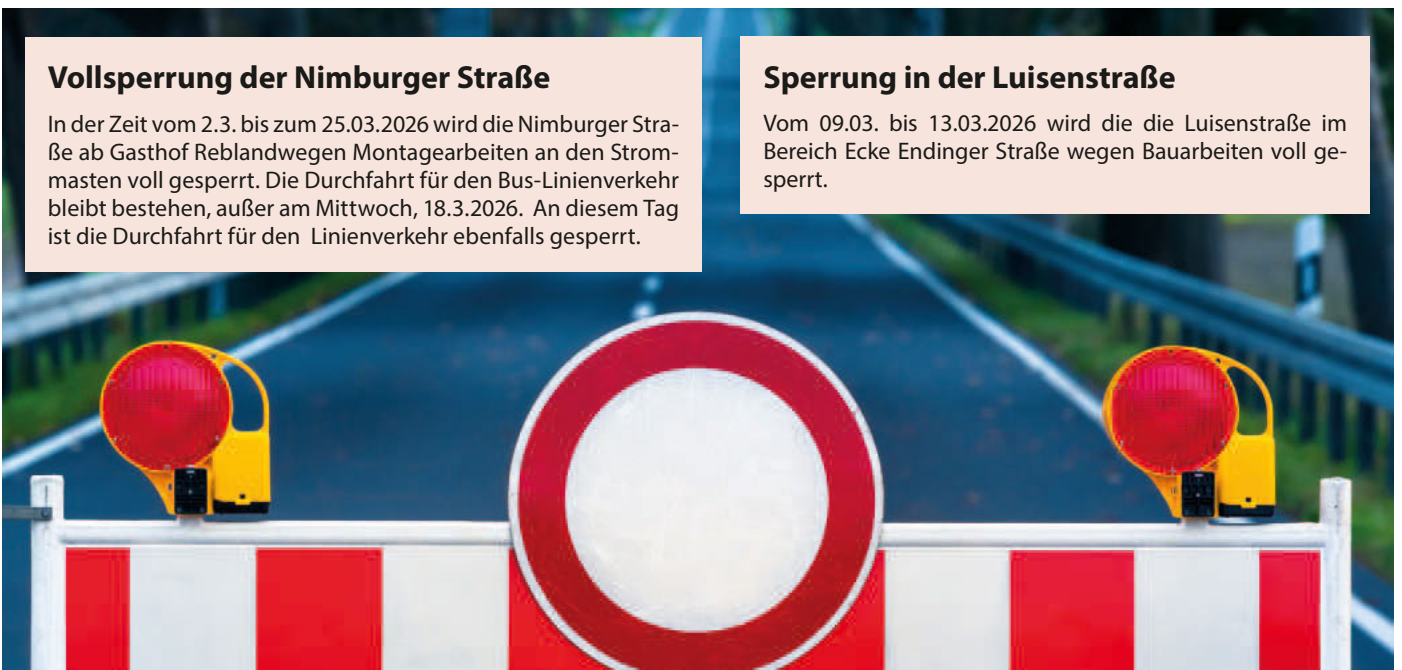 Vollsperrung der Nimburger Straße
In der Zeit vom 2.3. bis zum 25.03.2026 wird die Nimburger Stra-
ße ab Gasthof Reblandwegen Montagearbeiten an den Strom-
masten voll gesperrt. Die Durchfahrt für den Bus-Linienverkehr
bleibt bestehen, außer am Mittwoch, 18.3.2026. An diesem Tag
ist die Durchfahrt für den Linienverkehr ebenfalls gesperrt.
Sperrung in der Luisenstraße
Vom 09.03. bis 13.03.2026 wird die die Luisenstraße im
Bereich Ecke Endinger Straße wegen Bauarbeiten voll ge-
sperrt.